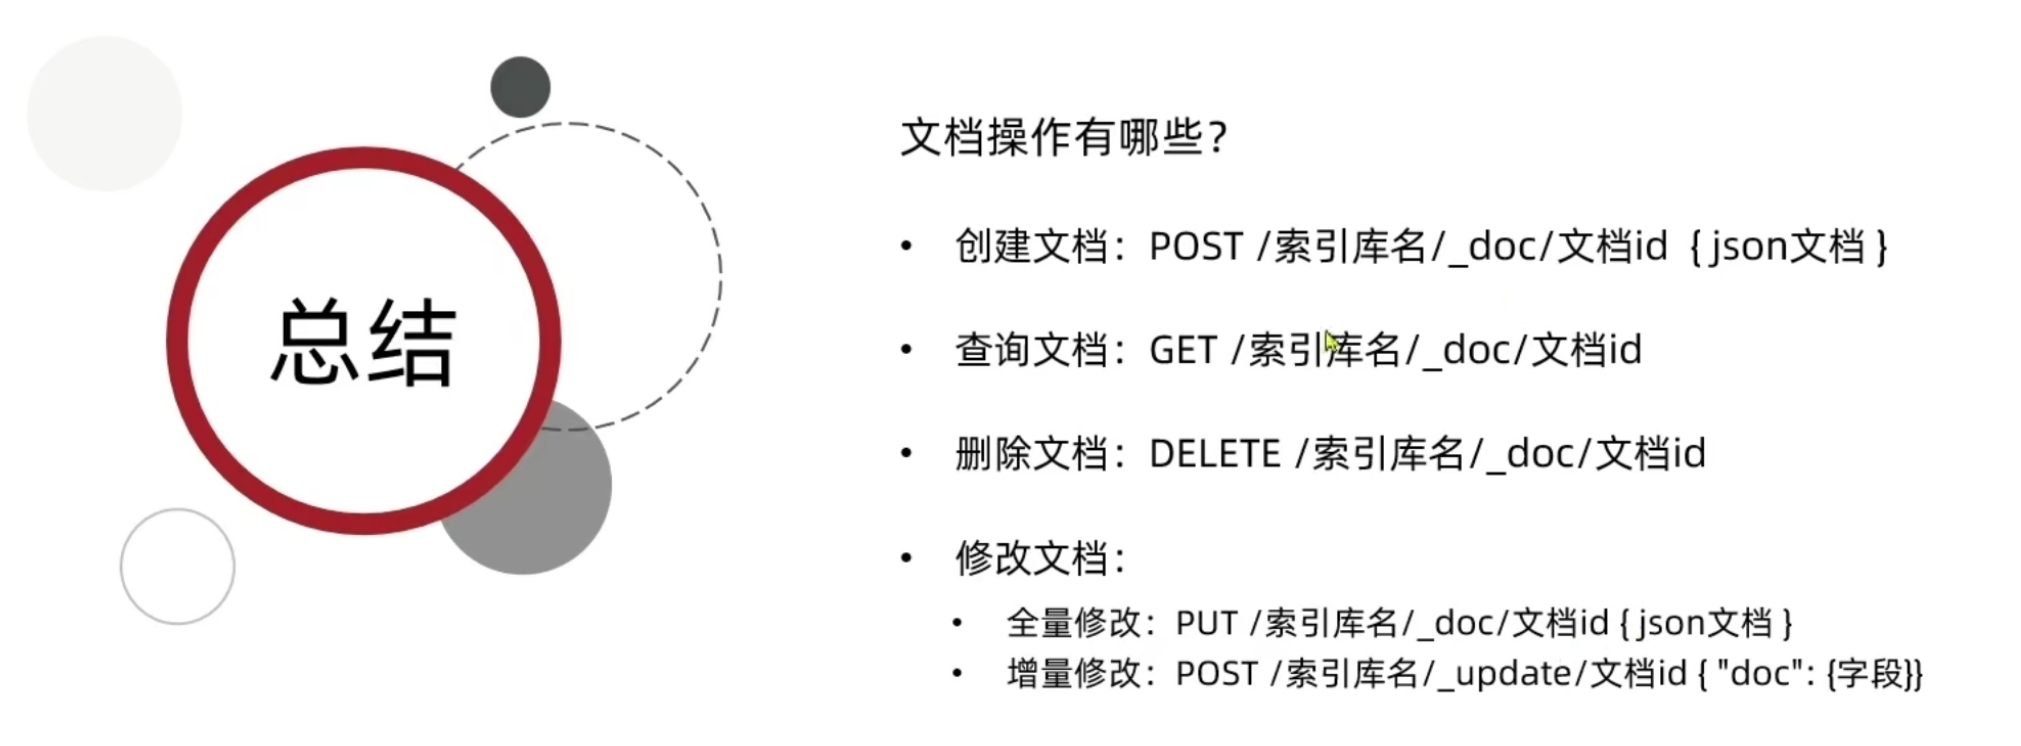 总结
文档操作有哪些？
• 创建文档：POST /索引库名/_doc/文档id { json文档 }
• 查询文档：GET /索引库名/_doc/文档id
• 删除文档：DELETE /索引库名/_doc/文档id
• 修改文档：
• 全量修改：PUT /索引库名/_doc/文档id { json文档 }
• 增量修改：POST /索引库名/_update/文档id { "doc": {字段}}